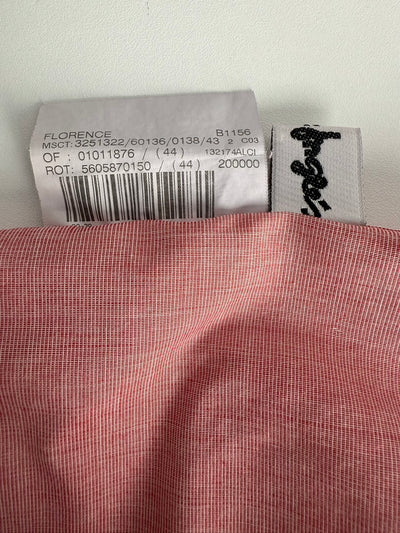 FLORENCE B1156
MSCT: 3251322/60136/0138/43 2 C03
OF : 01011876 / (44) 132174ALCI
ROT: 5605870150 / (44) 200000